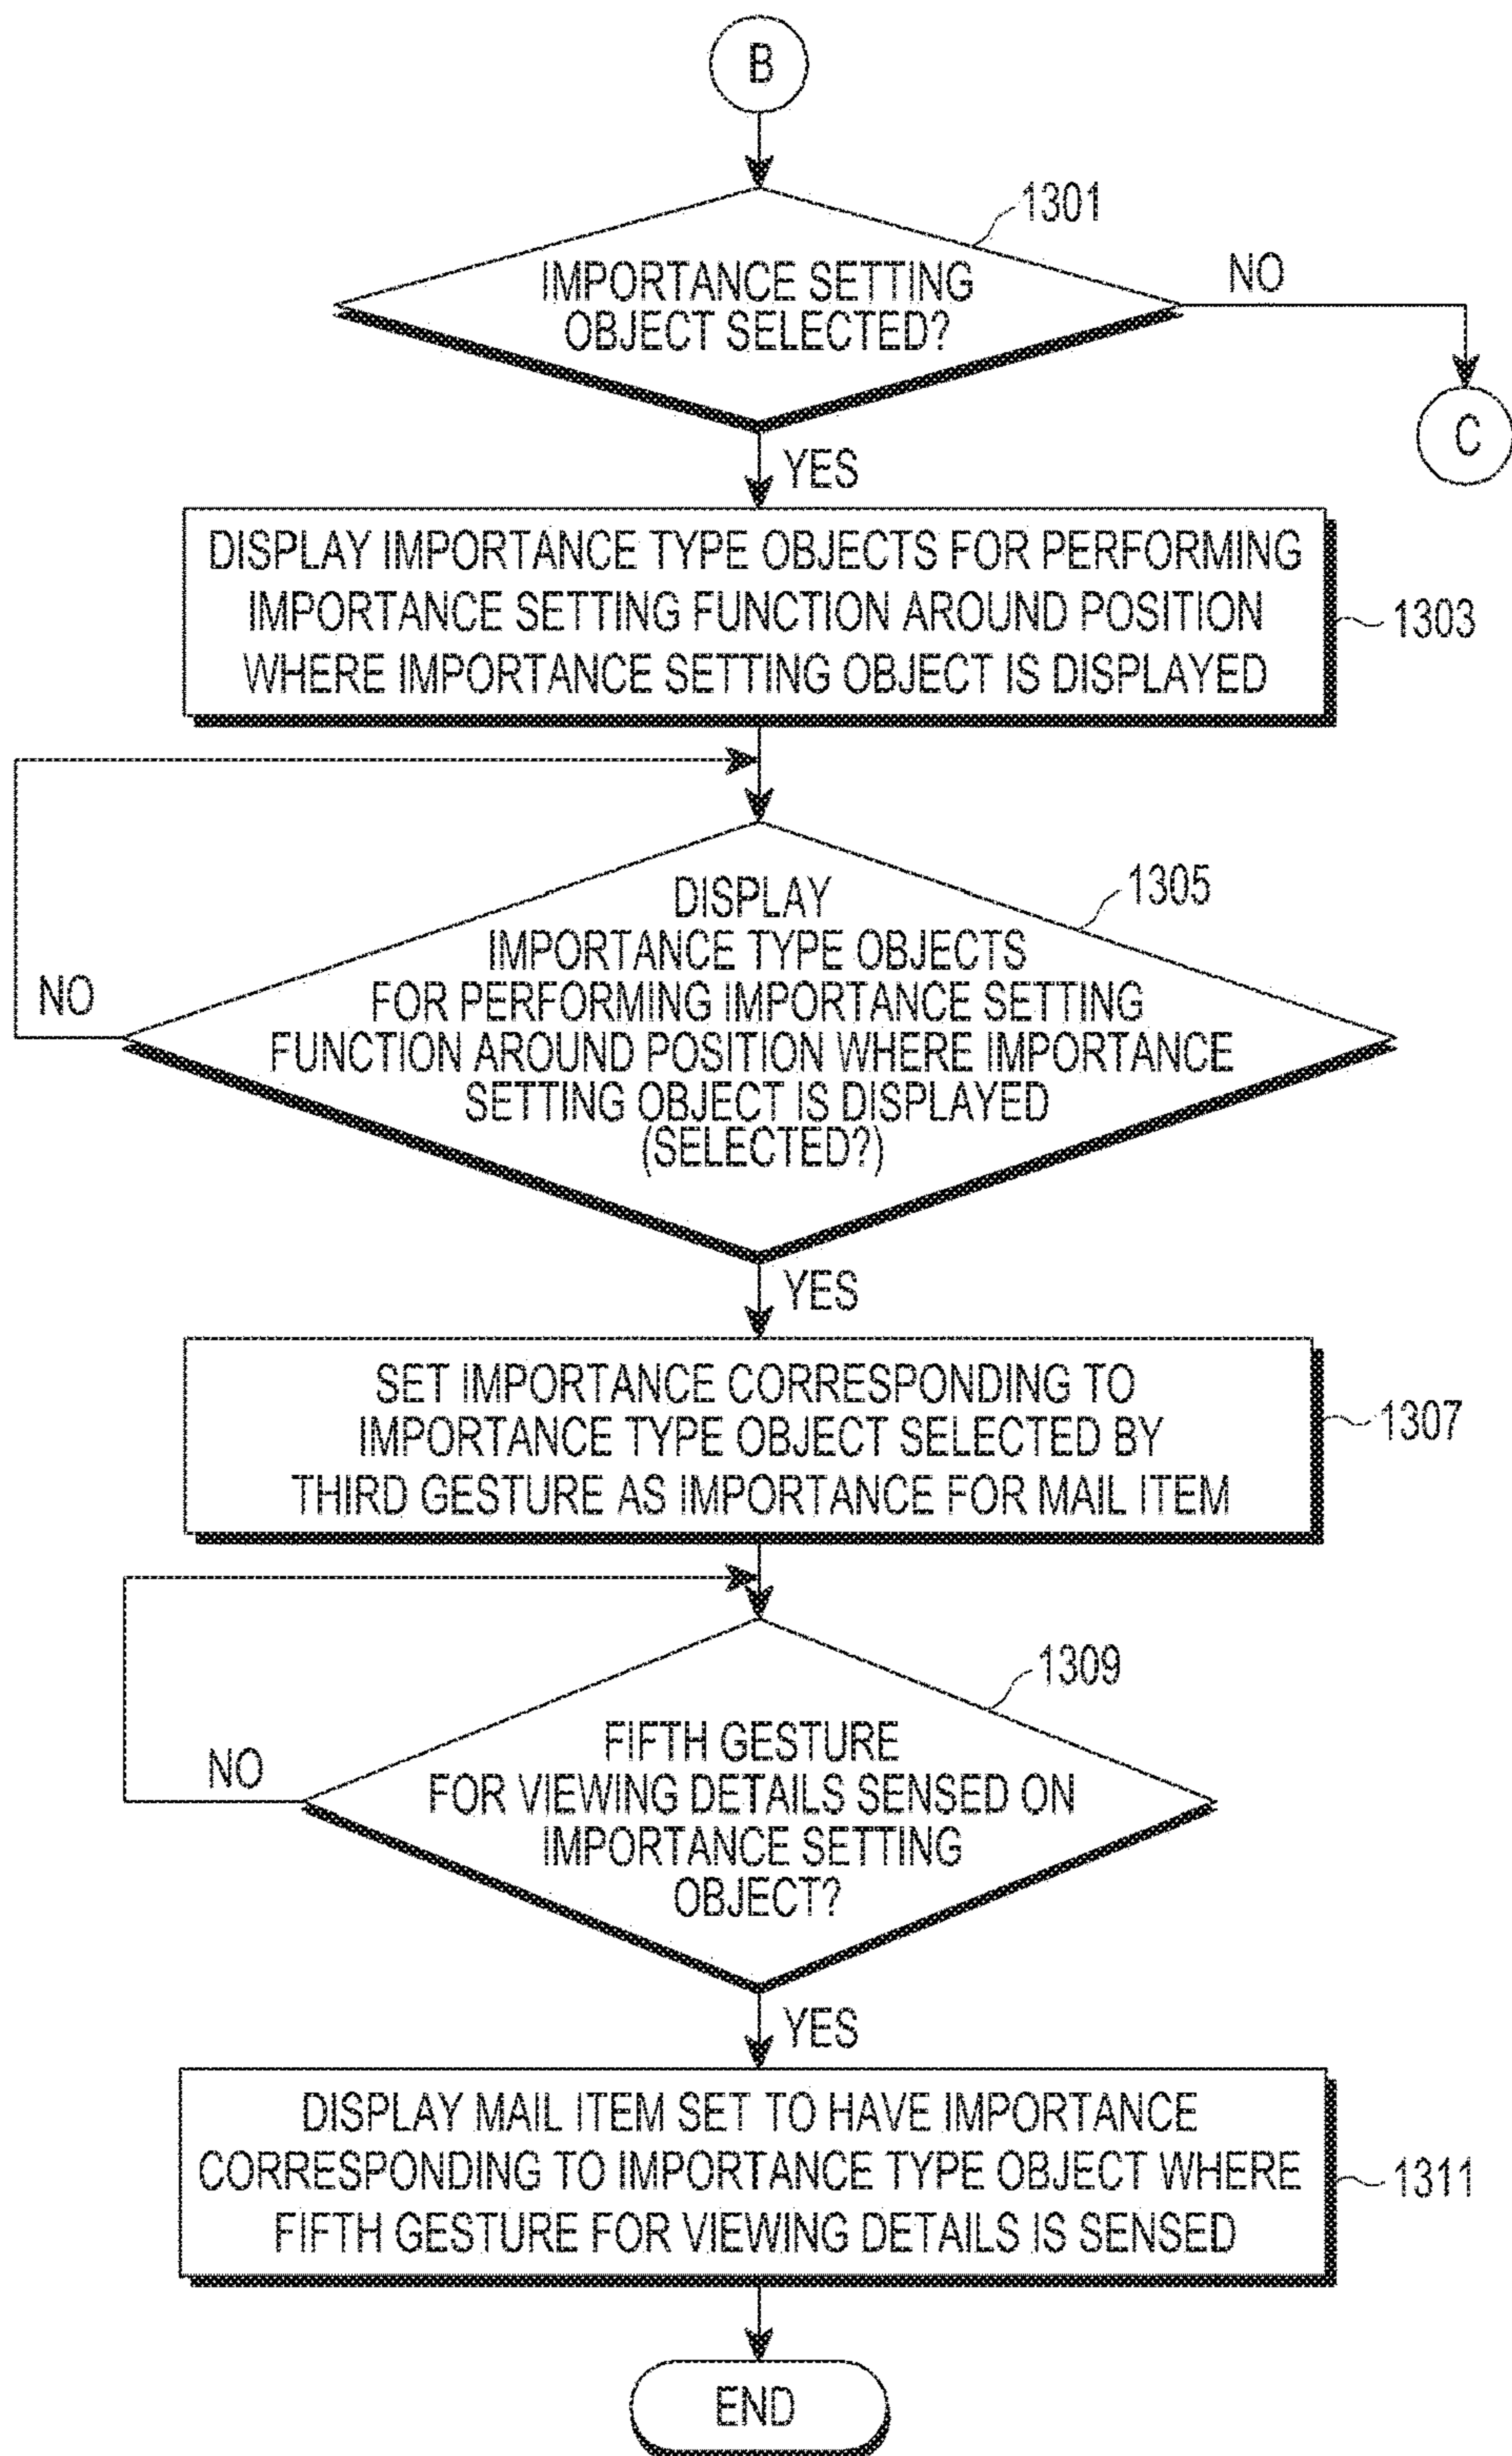 B
1301
IMPORTANCE SETTING
OBJECT SELECTED?
NO
C
YES
DISPLAY IMPORTANCE TYPE OBJECTS FOR PERFORMING
IMPORTANCE SETTING FUNCTION AROUND POSITION
WHERE IMPORTANCE SETTING OBJECT IS DISPLAYED
1303
1305
DISPLAY
IMPORTANCE TYPE OBJECTS
FOR PERFORMING IMPORTANCE SETTING
FUNCTION AROUND POSITION WHERE IMPORTANCE
SETTING OBJECT IS DISPLAYED
(SELECTED?)
NO
YES
SET IMPORTANCE CORRESPONDING TO
IMPORTANCE TYPE OBJECT SELECTED BY
THIRD GESTURE AS IMPORTANCE FOR MAIL ITEM
1307
1309
FIFTH GESTURE
FOR VIEWING DETAILS SENSED ON
IMPORTANCE SETTING
OBJECT?
NO
YES
DISPLAY MAIL ITEM SET TO HAVE IMPORTANCE
CORRESPONDING TO IMPORTANCE TYPE OBJECT WHERE
FIFTH GESTURE FOR VIEWING DETAILS IS SENSED
1311
END